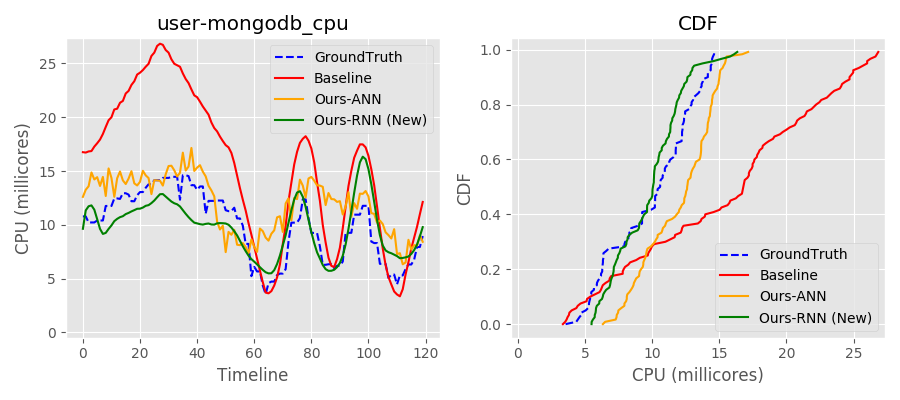 user-mongodb_cpu
CPU (millicores)
25
20
15
10
5
0
0 20 40 60 80 100 120
Timeline
GroundTruth
Baseline
Ours-ANN
Ours-RNN (New)
CDF
CDF
1.0
0.8
0.6
0.4
0.2
0.0
0 5 10 15 20 25
CPU (millicores)
GroundTruth
Baseline
Ours-ANN
Ours-RNN (New)